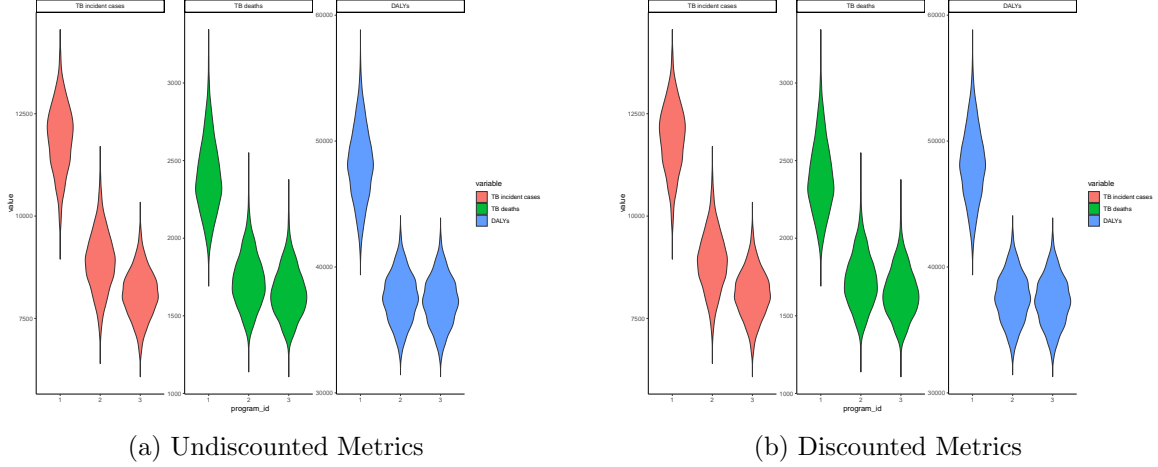 TB incident cases TB deaths DALYs
60000
3000
12500
50000
2500
variable
TB incident cases
value
TB deaths
10000
DALYs
2000
40000
7500
1500
1000
30000
1 2 3 1 2 3 1 2 3
program_id
(a) Undiscounted Metrics
TB incident cases TB deaths DALYs
60000
3000
12500
50000
2500
variable
TB incident cases
value
TB deaths
10000
DALYs
2000
40000
7500
1500
1000
30000
1 2 3 1 2 3 1 2 3
program_id
(b) Discounted Metrics